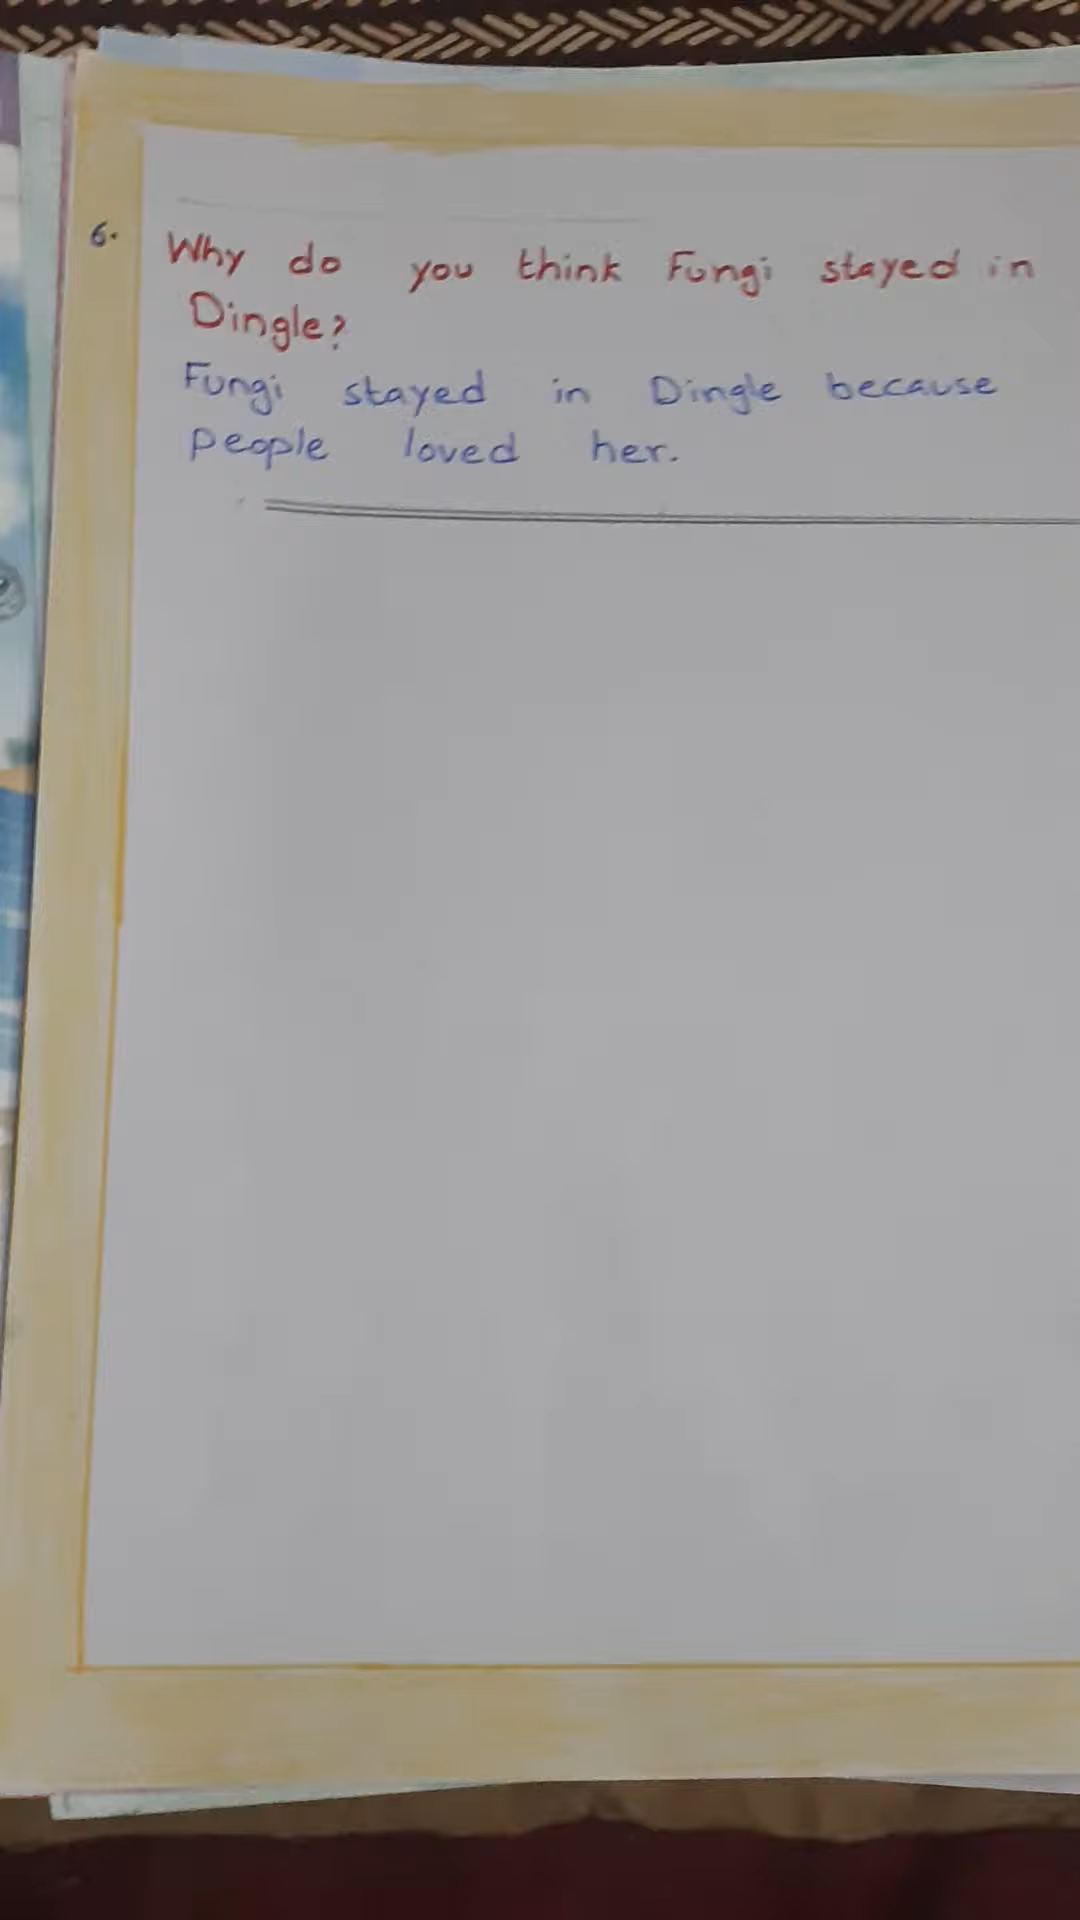 6. Why do you think Fungi stayed in
Dingle?
Fungi stayed in Dingle because
people loved her.